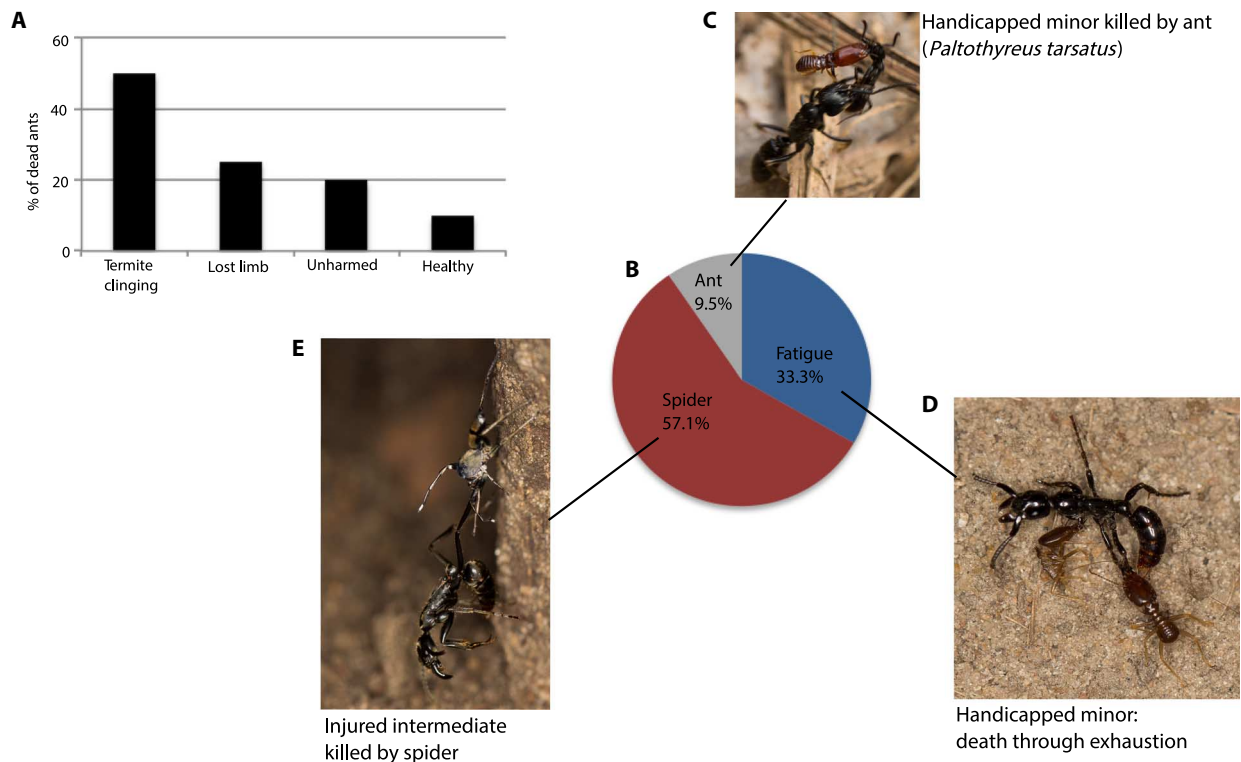 A
60
40
20
0
% of dead ants
Termite
clinging
Lost limb
Unharmed
Healthy
C
Handicapped minor killed by ant
(Paltothyreus tarsatus)
B
Ant
9.5%
Fatigue
33.3%
Spider
57.1%
E
Injured intermediate
killed by spider
D
Handicapped minor:
death through exhaustion